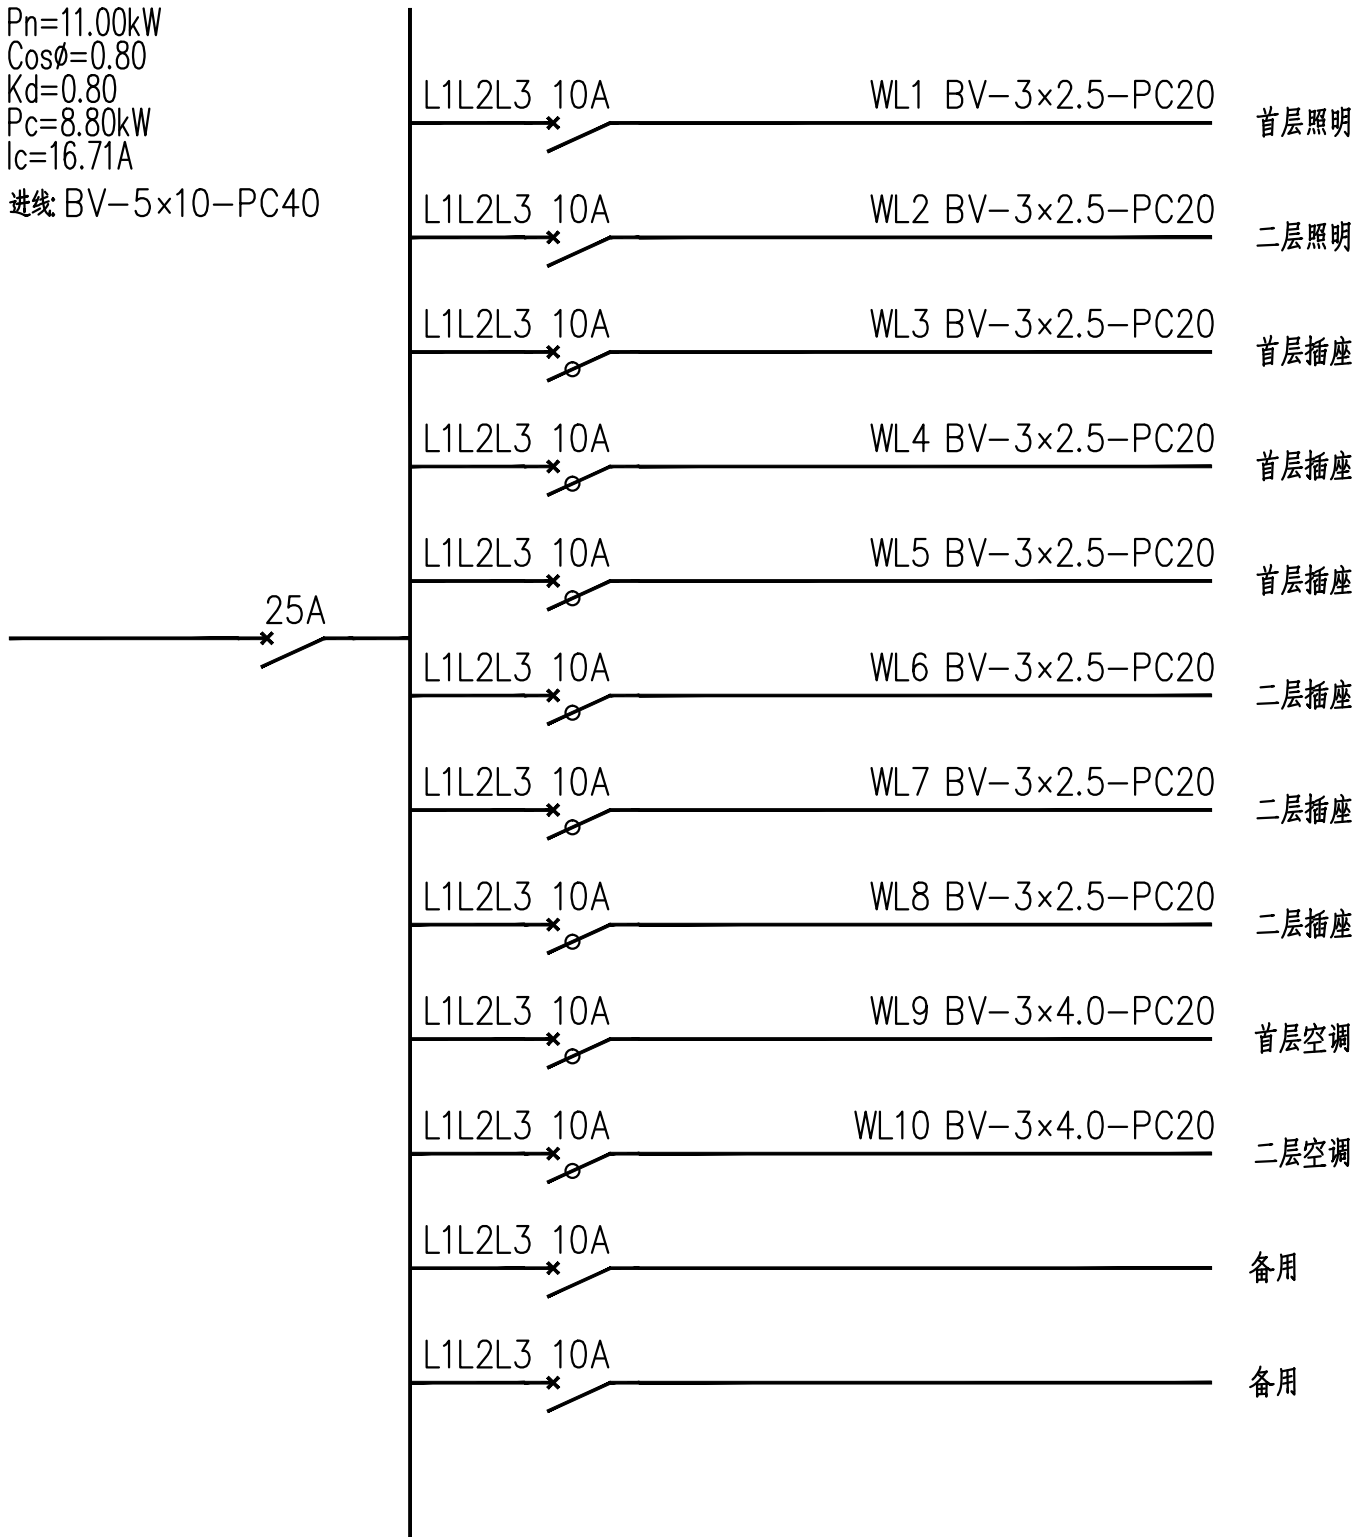 Pn=11.00kW
Cosø=0.80
Kd=0.80
Pc=8.80kW
Ic=16.71A
进线: BV-5×10-PC40
25A
L1L2L3 10A WL1 BV-3×2.5-PC20 首层照明
L1L2L3 10A WL2 BV-3×2.5-PC20 二层照明
L1L2L3 10A WL3 BV-3×2.5-PC20 首层插座
L1L2L3 10A WL4 BV-3×2.5-PC20 首层插座
L1L2L3 10A WL5 BV-3×2.5-PC20 首层插座
L1L2L3 10A WL6 BV-3×2.5-PC20 二层插座
L1L2L3 10A WL7 BV-3×2.5-PC20 二层插座
L1L2L3 10A WL8 BV-3×2.5-PC20 二层插座
L1L2L3 10A WL9 BV-3×4.0-PC20 首层空调
L1L2L3 10A WL10 BV-3×4.0-PC20 二层空调
L1L2L3 10A 备用
L1L2L3 10A 备用